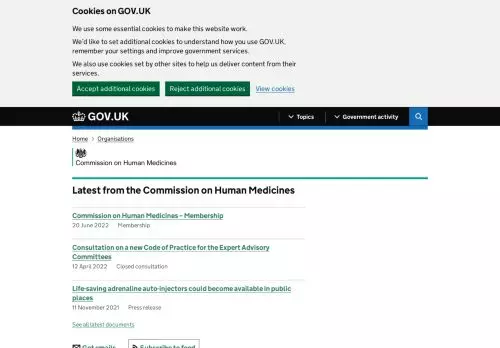 Cookies on GOV.UK
We use some essential cookies to make this website work.
We'd like to set additional cookies to understand how you use GOV.UK,
remember your settings and improve government services.
We also use cookies set by other sites to help us deliver content from their
services.
Accept additional cookies Reject additional cookies View cookies
GOV.UK Topics Government activity
Home Organisations
Commission on Human Medicines
Latest from the Commission on Human Medicines
Commission on Human Medicines – Membership
20 June 2022 Membership
Consultation on a new Code of Practice for the Expert Advisory
Committees
12 April 2022 Closed consultation
Life-saving adrenaline auto-injectors could become available in public
places
11 November 2021 Press release
See all latest documents
Get emails Subscribe to feed